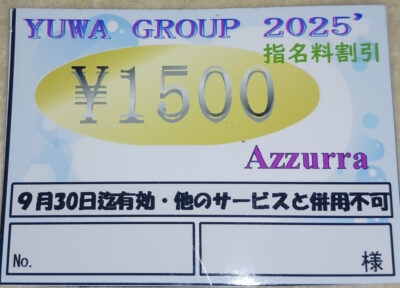 YUWA GROUP 2025'
指名料割引
¥1500
Azzurra
9月30日迄有効・他のサービスと併用不可
No.
様